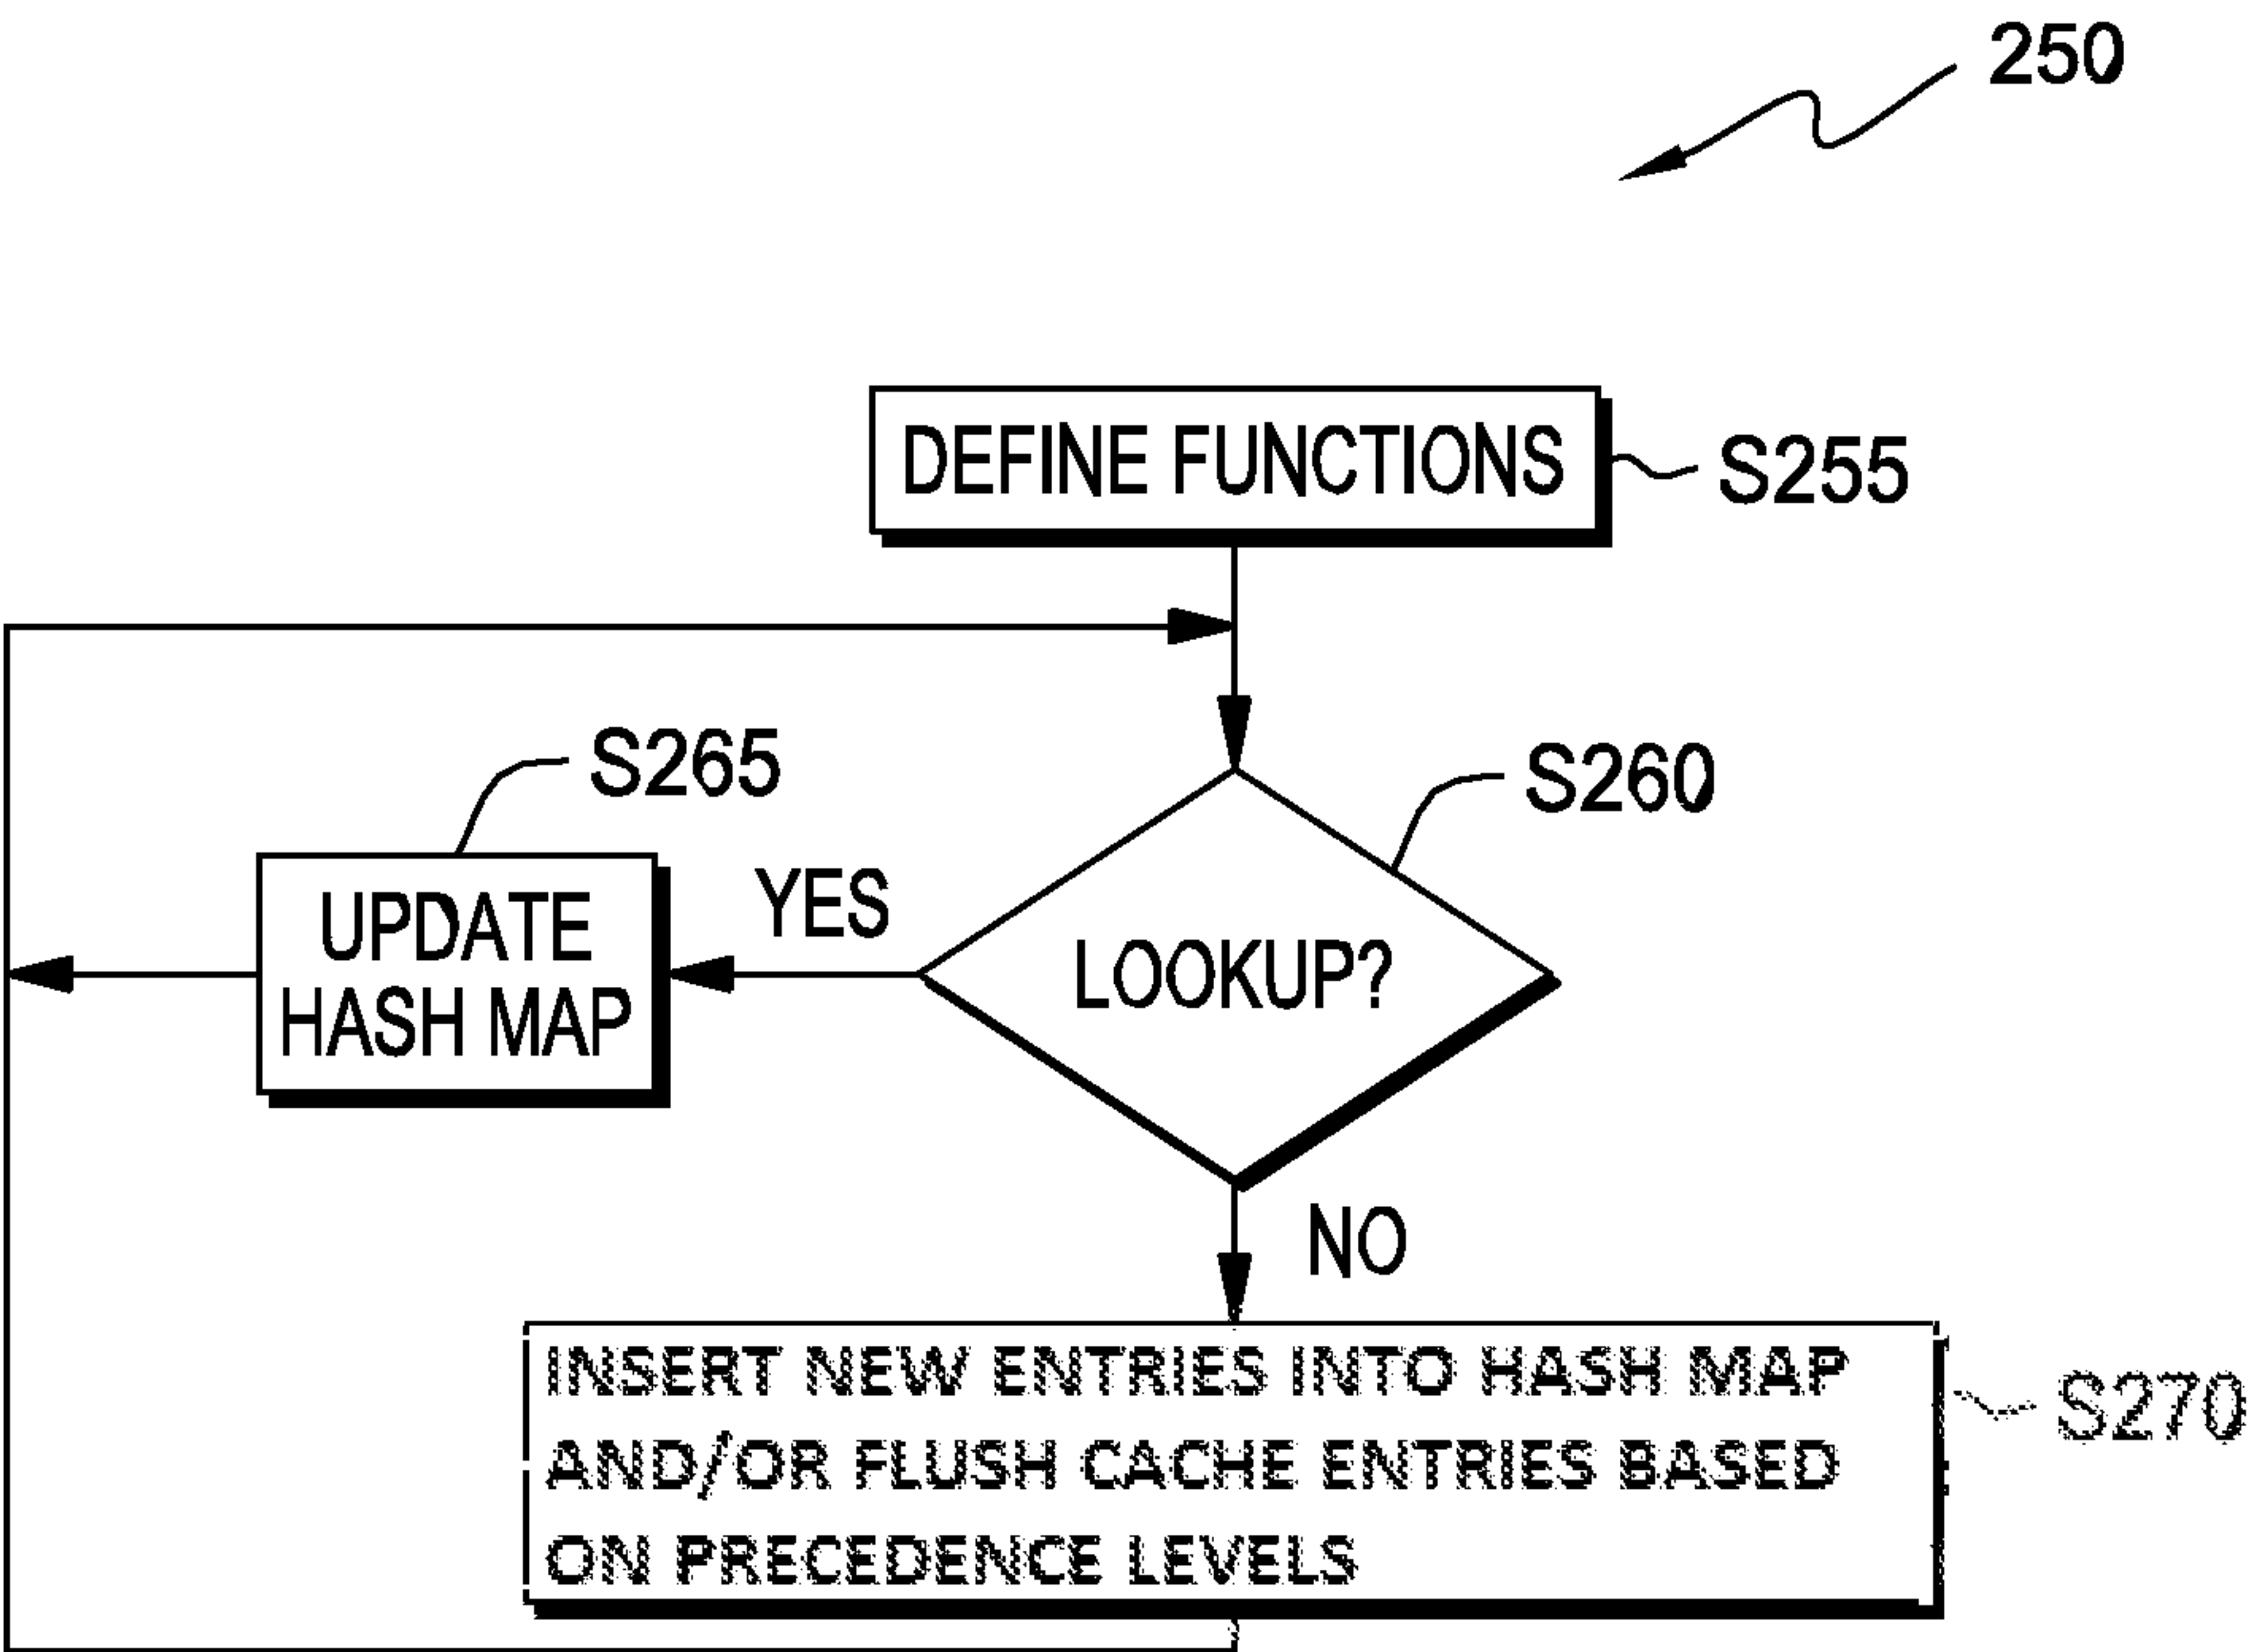 250
DEFINE FUNCTIONS
S255
S265
S260
UPDATE
HASH MAP
YES
LOOKUP?
NO
INSERT NEW ENTRIES INTO HASH MAP
AND/OR FLUSH CACHE ENTRIES BASED
ON PRECEDENCE LEVELS
S270